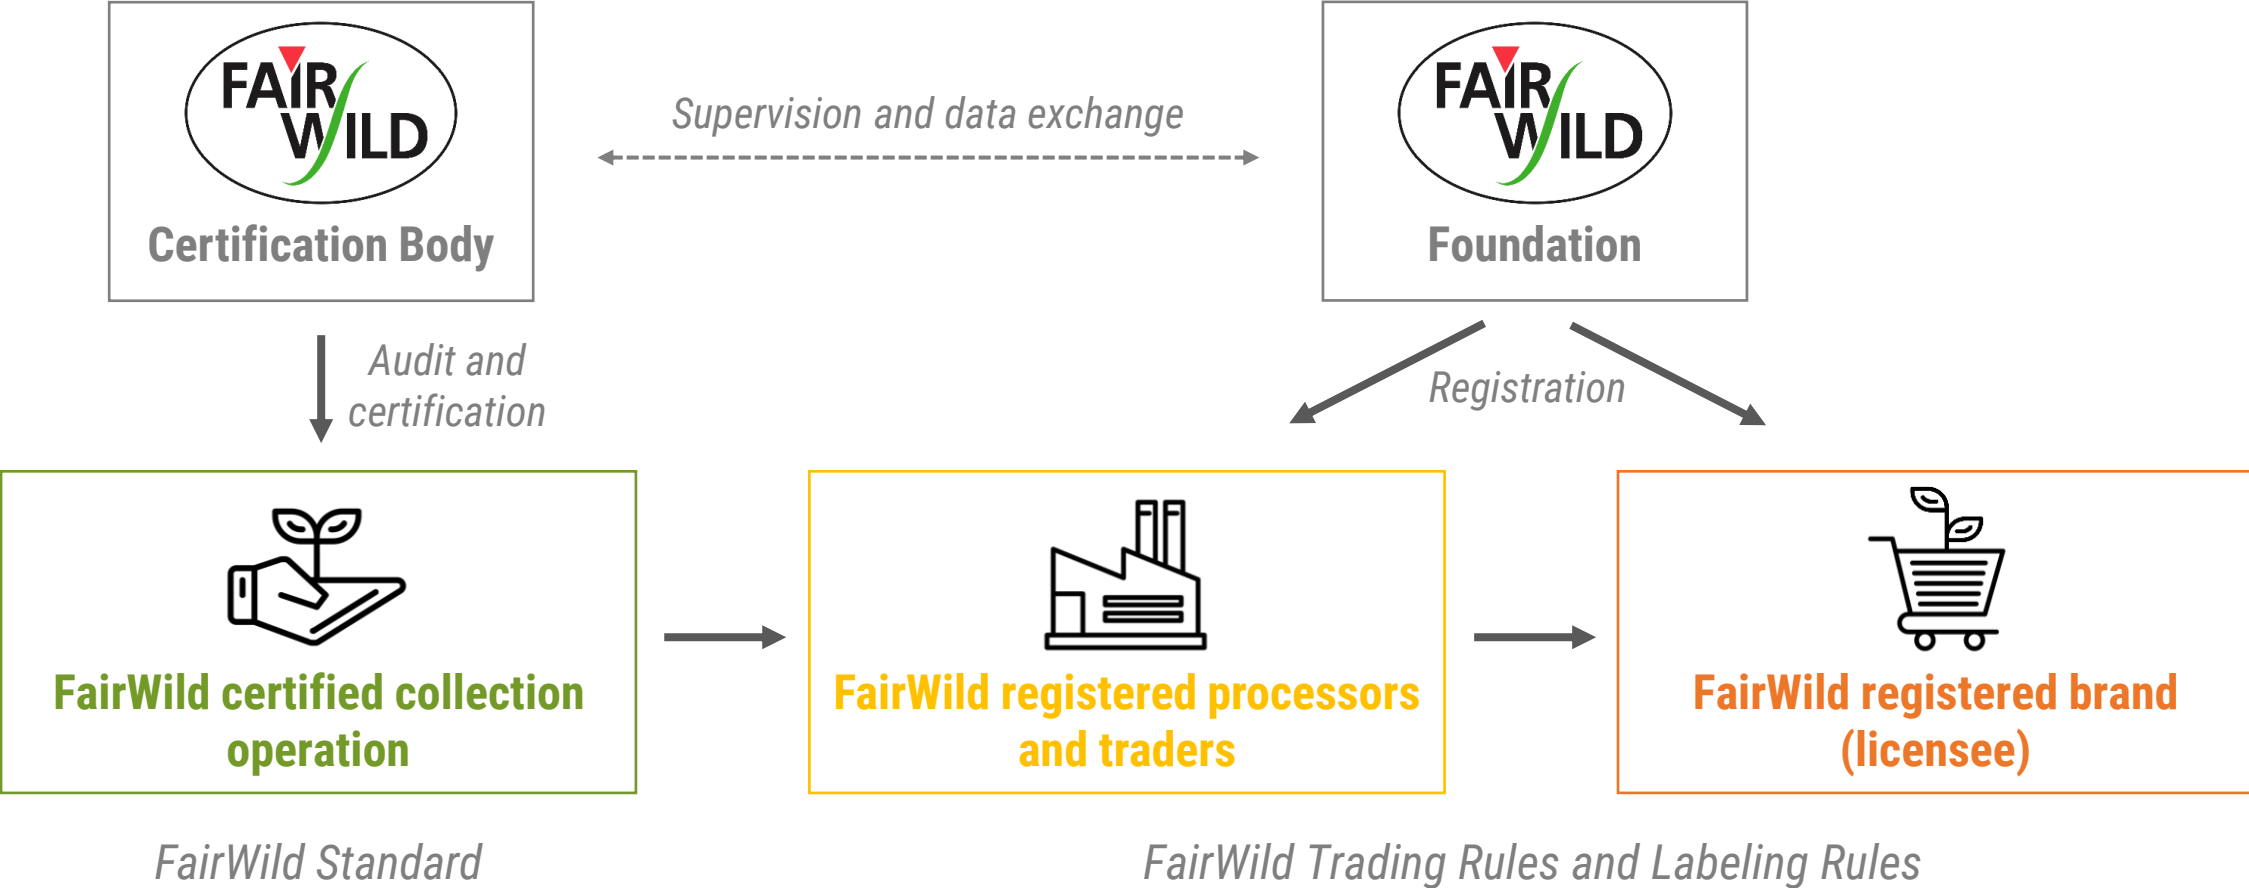 FAIR
WILD
Certification Body
Supervision and data exchange
FAIR
WILD
Foundation
Audit and
certification
Registration
FairWild certified collection
operation
FairWild registered processors
and traders
FairWild registered brand
(licensee)
FairWild Standard
FairWild Trading Rules and Labeling Rules